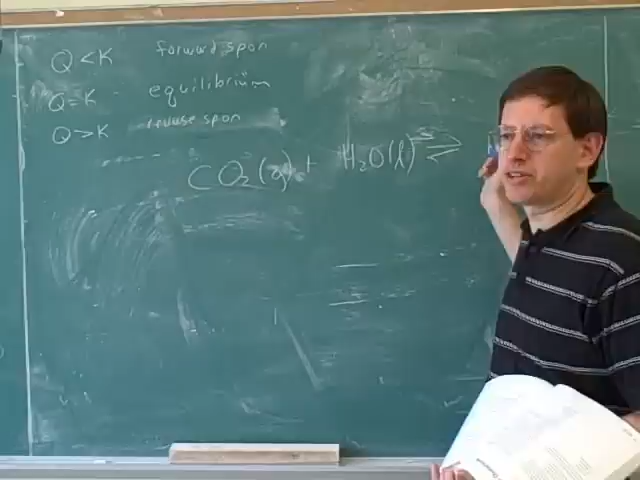 Q < K forward spon
Q = K equilibrium
Q > K reverse spon
CO₂(g) + H₂O(l) ⇌